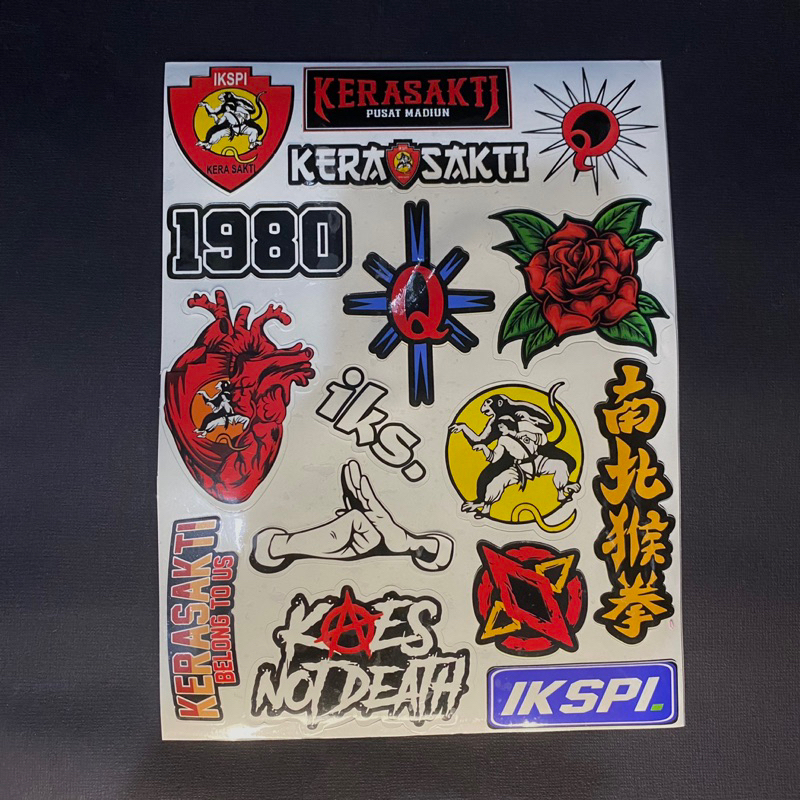 IKSPI
KERA SAKTI
KERASAKTI
PUSAT MADIUN
KERA SAKTI
Q
1980
Q
iks.
南北猴拳
KERASAKTI
BELONG TO US
KAES
NOT DEATH
IKSPI.